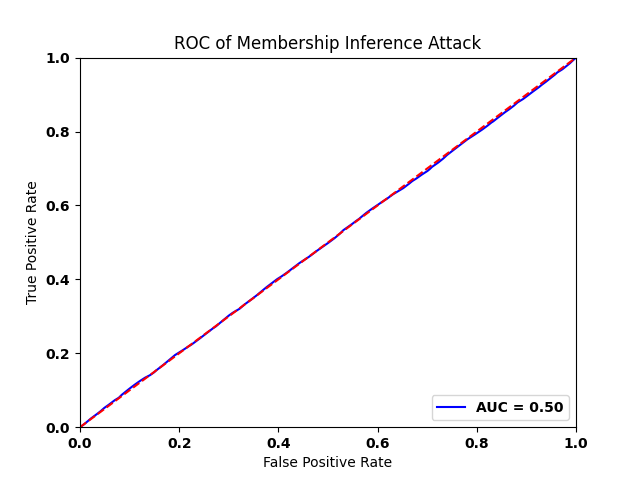 ROC of Membership Inference Attack
1.0
0.8
0.6
0.4
0.2
0.0
True Positive Rate
AUC = 0.50
0.0 0.2 0.4 0.6 0.8 1.0
False Positive Rate